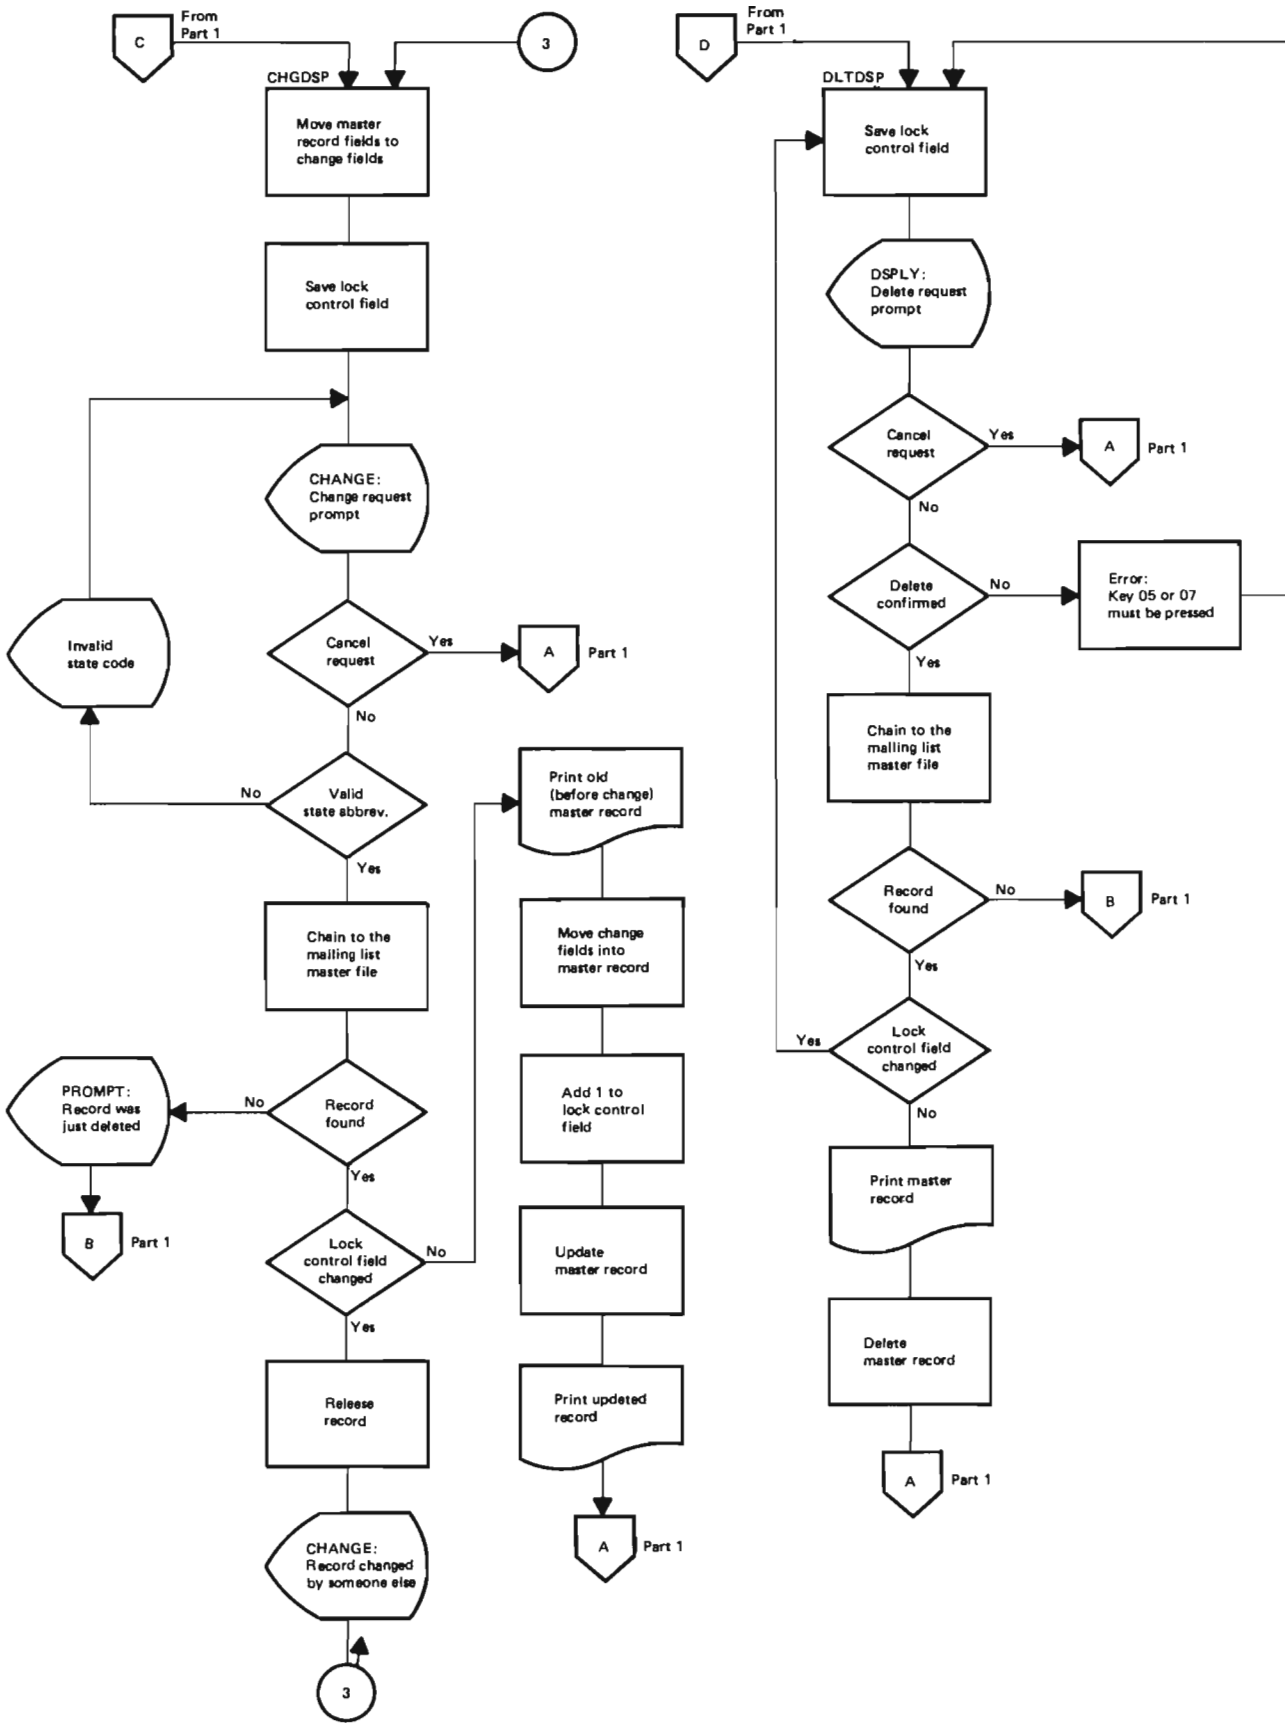 From
Part 1
C
3
CHGDSP
Move master
record fields to
change fields
Save lock
control field
CHANGE:
Change request
prompt
Invalid
state code
Cancel
request
Yes
A
Part 1
No
Valid
state abbrev.
No
Yes
Chain to the
mailing list
master file
PROMPT:
Record was
just deleted
No
Record
found
Yes
B
Part 1
Lock
control field
changed
No
Yes
Release
record
CHANGE:
Record changed
by someone else
3
Print old
(before change)
master record
Move change
fields into
master record
Add 1 to
lock control
field
Update
master record
Print updated
record
A
Part 1
From
Part 1
D
DLTDSP
Save lock
control field
DSPLY:
Delete request
prompt
Cancel
request
Yes
A
Part 1
No
Delete
confirmed
No
Error:
Key 05 or 07
must be pressed
Yes
Chain to the
mailing list
master file
Record
found
No
B
Part 1
Yes
Lock
control field
changed
Yes
No
Print master
record
Delete
master record
A
Part 1